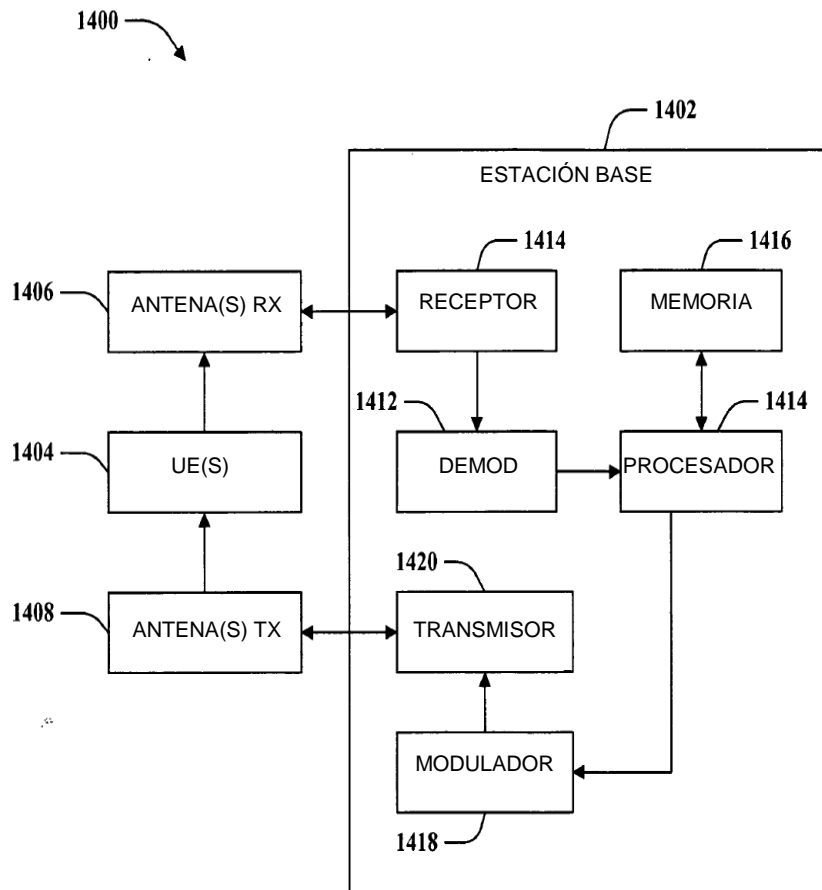 1400
1402
ESTACIÓN BASE
1414
1416
1406
ANTENA(S) RX
RECEPTOR
MEMORIA
1412
1414
1404
UE(S)
DEMOD
PROCESADOR
1420
1408
ANTENA(S) TX
TRANSMISOR
MODULADOR
1418